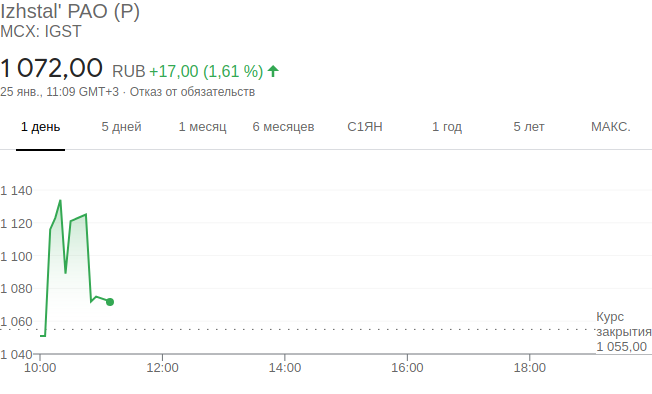 Izhstal' PAO (P)
MCX: IGST
1 072,00 RUB +17,00 (1,61 %)
25 янв., 11:09 GMT+3 · Отказ от обязательств
1 день 5 дней 1 месяц 6 месяцев С1ЯН 1 год 5 лет МАКС.
1 140
1 120
1 100
1 080
1 060
Курс
закрытия
1 055,00
1 040
10:00 12:00 14:00 16:00 18:00